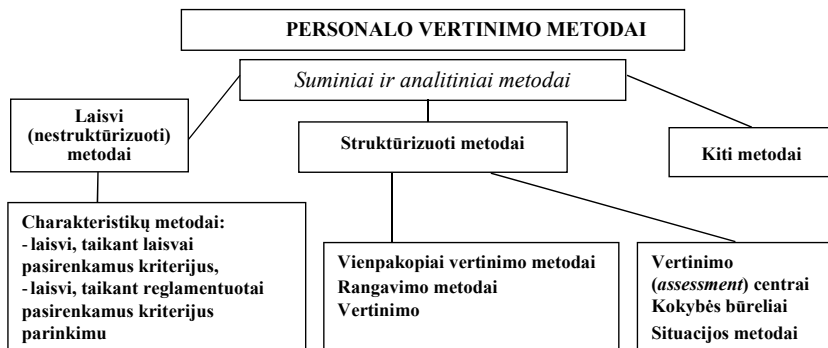 PERSONALO VERTINIMO METODAI
Suminiai ir analitiniai metodai
Laisvi
(nestruktūrizuoti)
metodai
Struktūrizuoti metodai
Kiti metodai
Charakteristikų metodai:
- laisvi, taikant laisvai
pasirenkamus kriterijus,
- laisvi, taikant reglamentuotai
pasirenkamus kriterijus
parinkimu
Vienpakopiai vertinimo metodai
Rangavimo metodai
Vertinimo
Vertinimo
(assessment) centrai
Kokybės būreliai
Situacijos metodai